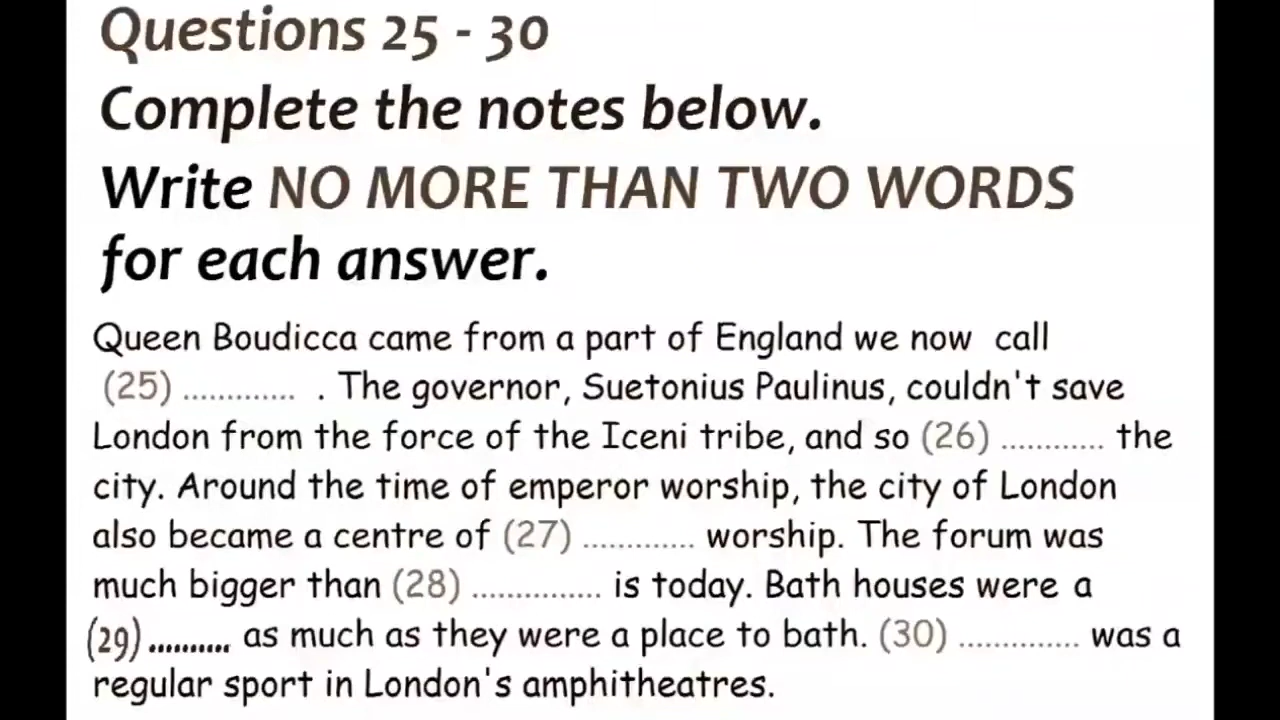 Questions 25 - 30
Complete the notes below.
Write NO MORE THAN TWO WORDS
for each answer.
Queen Boudicca came from a part of England we now call
(25) ............. . The governor, Suetonius Paulinus, couldn't save
London from the force of the Iceni tribe, and so (26) ............ the
city. Around the time of emperor worship, the city of London
also became a centre of (27) ............. worship. The forum was
much bigger than (28) ............... is today. Bath houses were a
(29) .......... as much as they were a place to bath. (30) .............. was a
regular sport in London's amphitheatres.